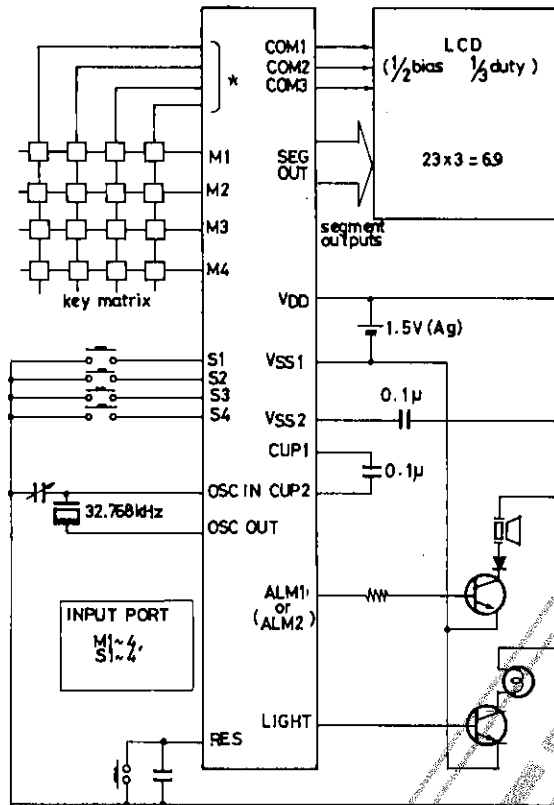 COM1
COM2
COM3
*
LCD
(1/2bias 1/3duty)
23×3=69
M1
M2
M3
M4
SEG
OUT
segment
outputs
key matrix
VDD
1.5V(Ag)
VSS1
S1
S2
S3
S4
VSS2
0.1μ
CUP1
0.1μ
OSC IN
CUP2
32.768kHz
OSC OUT
ALM1
or
(ALM2)
INPUT PORT
M1~4,
S1~4
LIGHT
RES